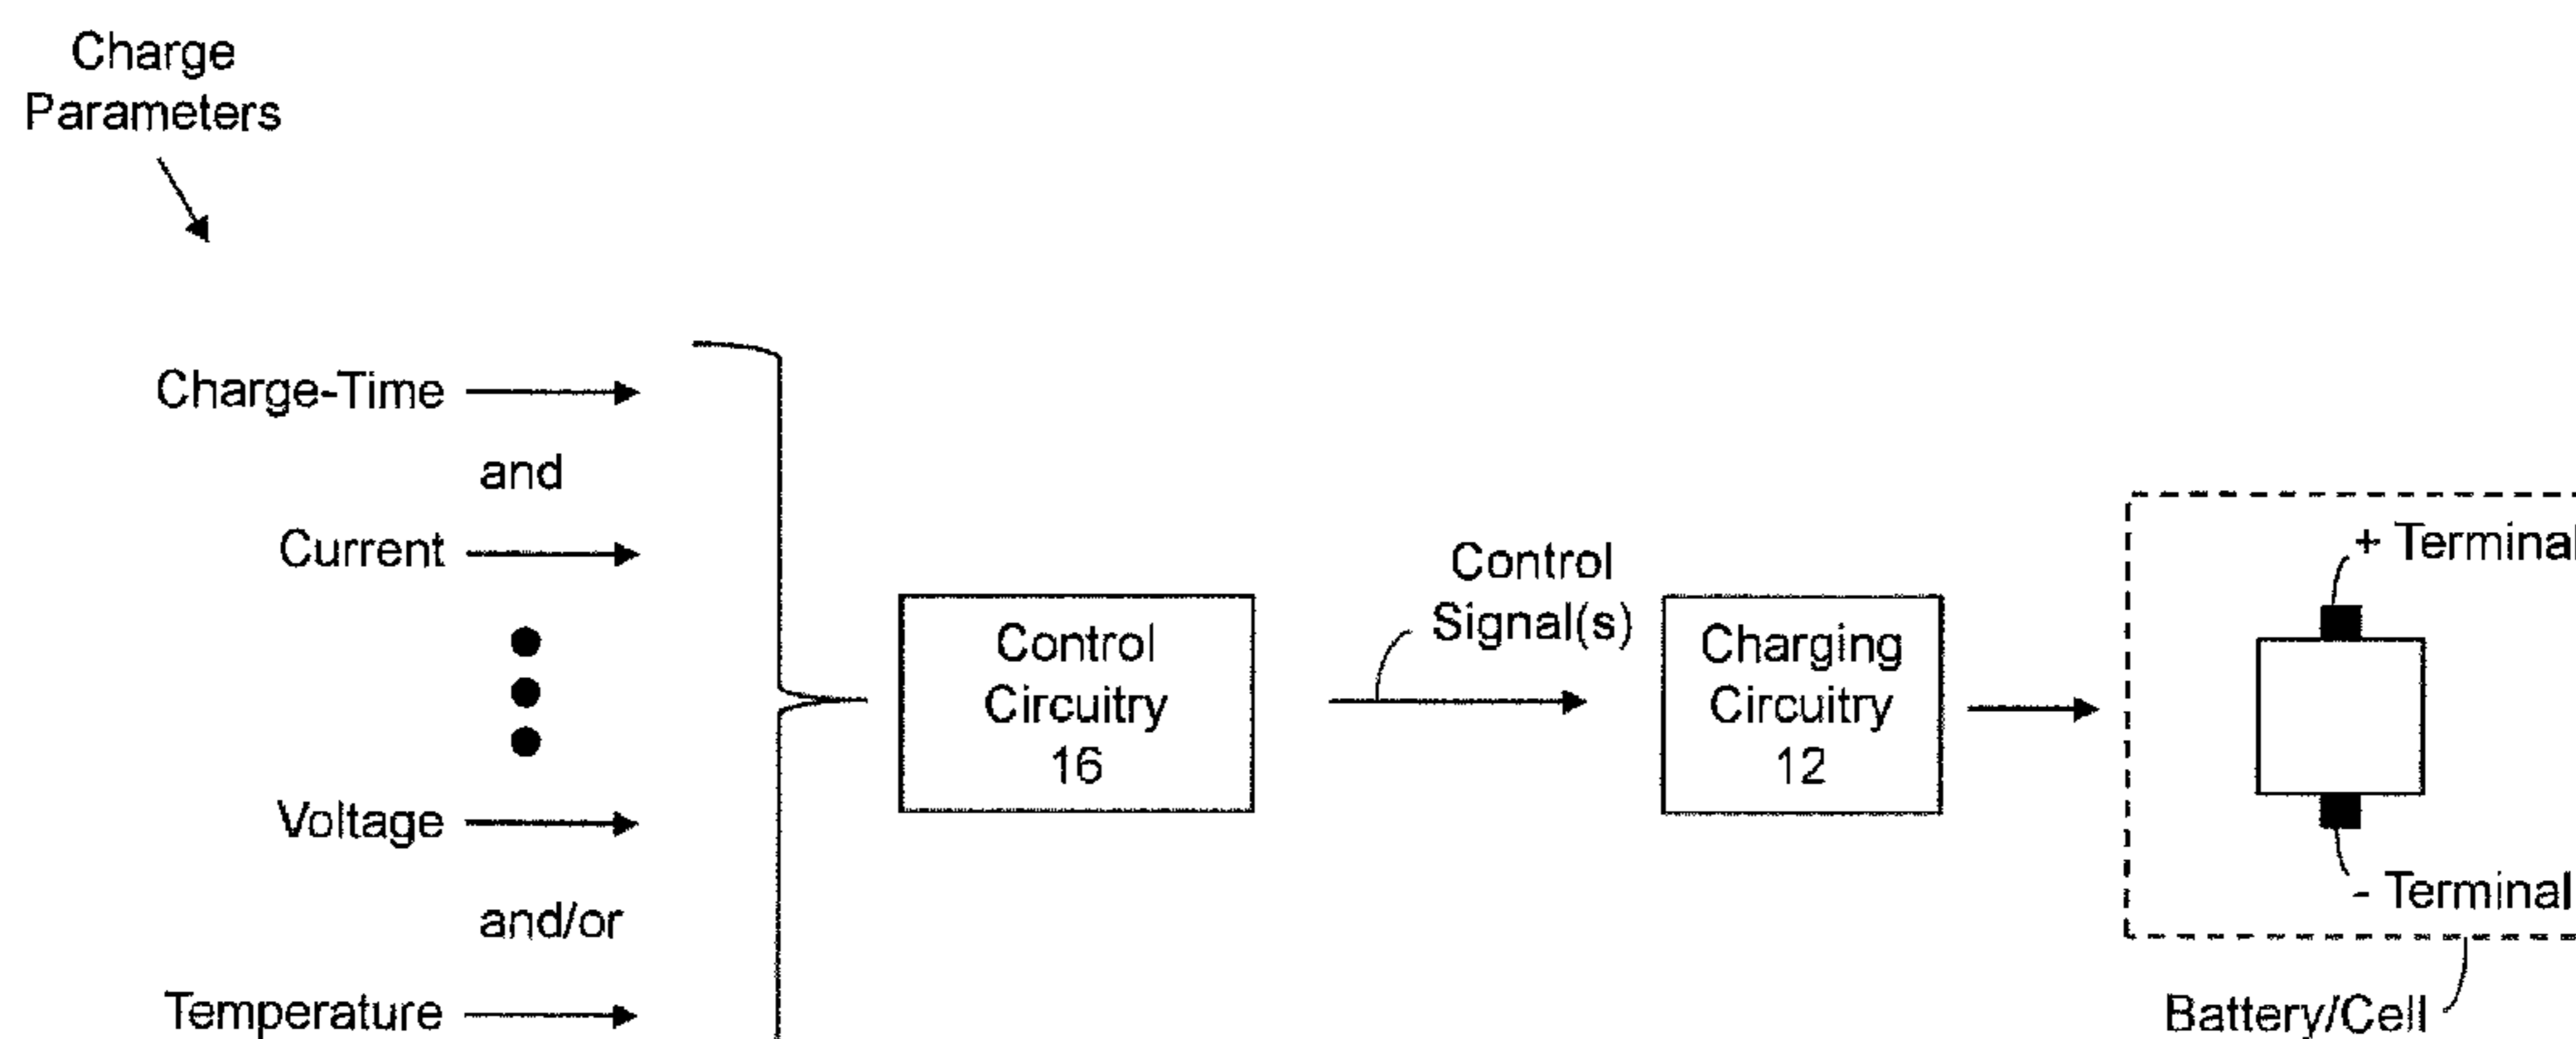 Charge
Parameters
Charge-Time
and
Current
Voltage
and/or
Temperature
Control
Circuitry
16
Control
Signal(s)
Charging
Circuitry
12
+ Terminal
- Terminal
Battery/Cell